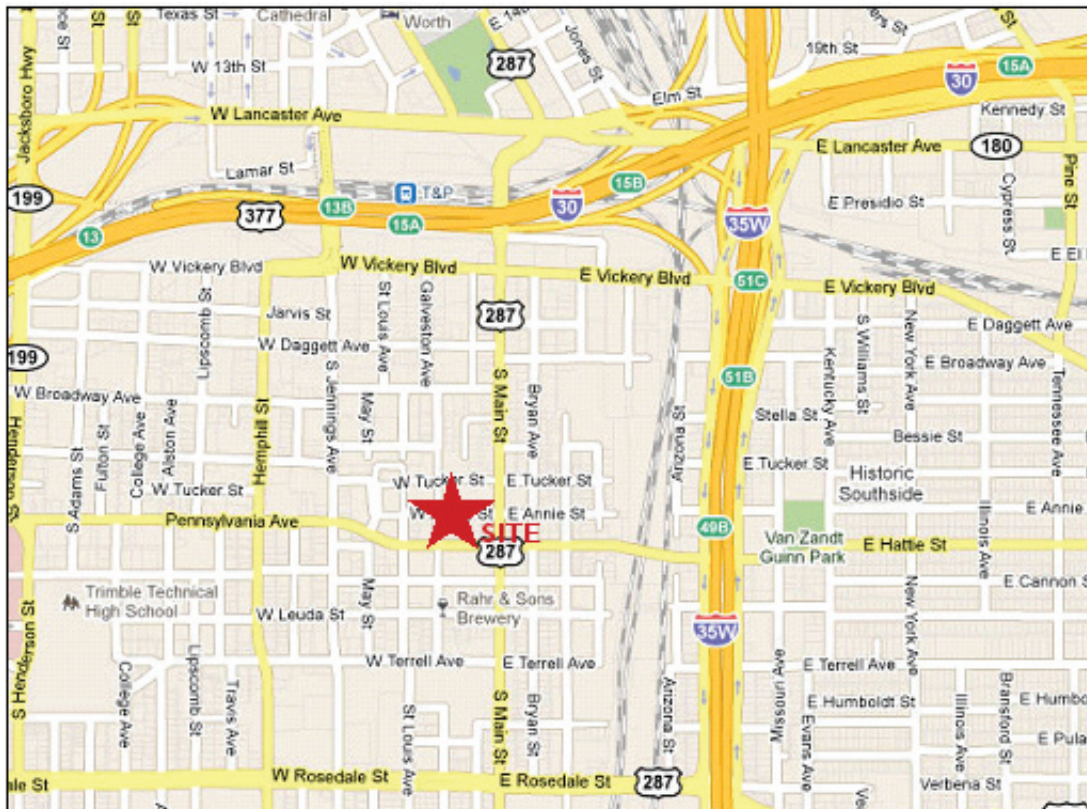 Texas St
Cathedral
Worth
287
Jones St
19th St
15A
30
Jacksboro Hwy
W 13th St
Elm St
Kennedy St
W Lancaster Ave
E Lancaster Ave
180
Pine St
Lamar St
T&P
15B
199
377
13B
15A
30
35W
E Presidio St
Cypress St
13
W Vickery Blvd
W Vickery Blvd
E Vickery Blvd
51C
E Vickery Blvd
E El
Lipscomb St
St Louis Ave
Galveston Ave
287
Jarvis St
W Daggett Ave
E Daggett Ave
199
S Williams St
New York Ave
Kentucky Ave
E Broadway Ave
W Broadway Ave
S Jennings Ave
S Main St
Bryan Ave
51B
Tennessee Ave
Henderson St
Hemphill St
May St
Arizona St
Stella St
Bessie St
S Adams St
Fulton St
College Ave
Alston Ave
W Tucker St
W Tucker St
E Tucker St
E Tucker St
Historic
Southside
Illinois Ave
Pennsylvania Ave
St
E Annie St
E Annie
SITE
49B
Van Zandt
Guinn Park
E Hattie St
287
Trimble Technical
High School
May St
Rahr & Sons
Brewery
E Cannon S
W Leuda St
35W
New York Ave
S Henderson St
W Terrell Ave
E Terrell Ave
E Terrell Ave
College Ave
Lipscomb St
Travis Ave
St Louis Ave
S Main St
Bryan St
Arizona St
Missouri Ave
Evans Ave
E Humboldt St
Illinois Ave
Bransford St
E Humbo
E Pula
ale St
W Rosedale St
E Rosedale St
287
Verbena St